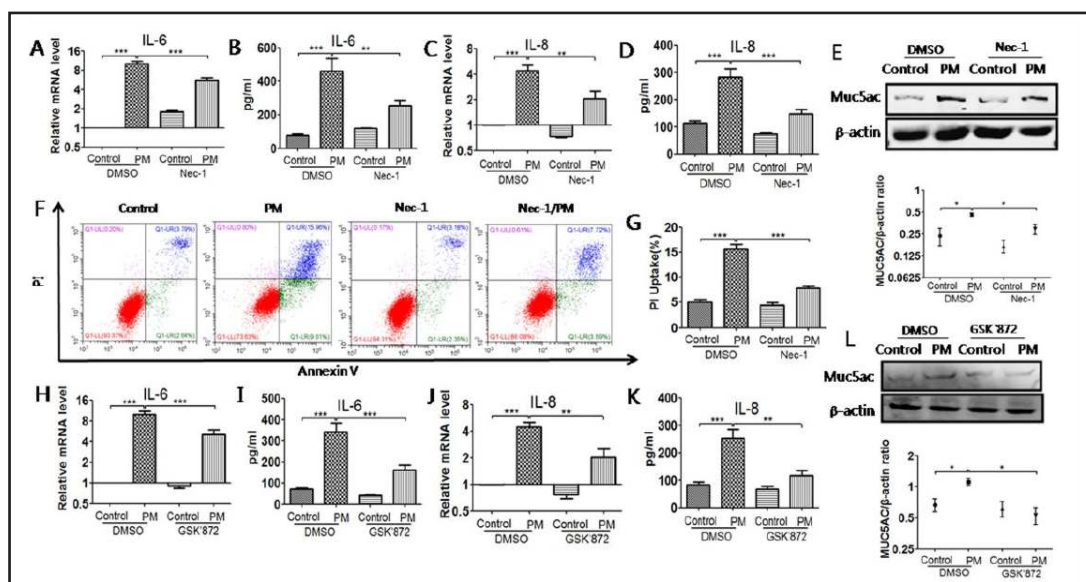 A
IL-6
Relative mRNA level
16
8
4
2
1
0.5
*** ***
Control PM Control PM
DMSO Nec-1
B
IL-6
pg/ml
600
400
200
0
*** **
Control PM Control PM
DMSO Nec-1
C
IL-8
Relative mRNA level
8
4
2
1
0.5
*** **
Control PM Control PM
DMSO Nec-1
D
IL-8
pg/ml
400
300
200
100
0
*** ***
Control PM Control PM
DMSO Nec-1
E
DMSO Nec-1
Control PM Control PM
Muc5ac
β-actin
MUC5AC/β-actin ratio
1
0.5
0.25
0.125
0.0625
* *
Control PM Control PM
DMSO Nec-1
F
Control PM Nec-1 Nec-1/PM
PI
Annexin V
G
PI Uptake(%)
20
15
10
5
0
*** ***
Control PM Control PM
DMSO Nec-1
H
IL-6
Relative mRNA level
16
8
4
2
1
0.5
*** ***
Control PM Control PM
DMSO GSK'872
I
IL-6
pg/ml
500
400
300
200
100
0
*** ***
Control PM Control PM
DMSO GSK'872
J
IL-8
Relative mRNA level
8
4
2
1
0.5
*** **
Control PM Control PM
DMSO GSK'872
K
IL-8
pg/ml
400
300
200
100
0
*** **
Control PM Control PM
DMSO GSK'872
L
DMSO GSK'872
Control PM Control PM
Muc5ac
β-actin
MUC5AC/β-actin ratio
2
1
0.5
0.25
* *
Control PM Control PM
DMSO GSK'872